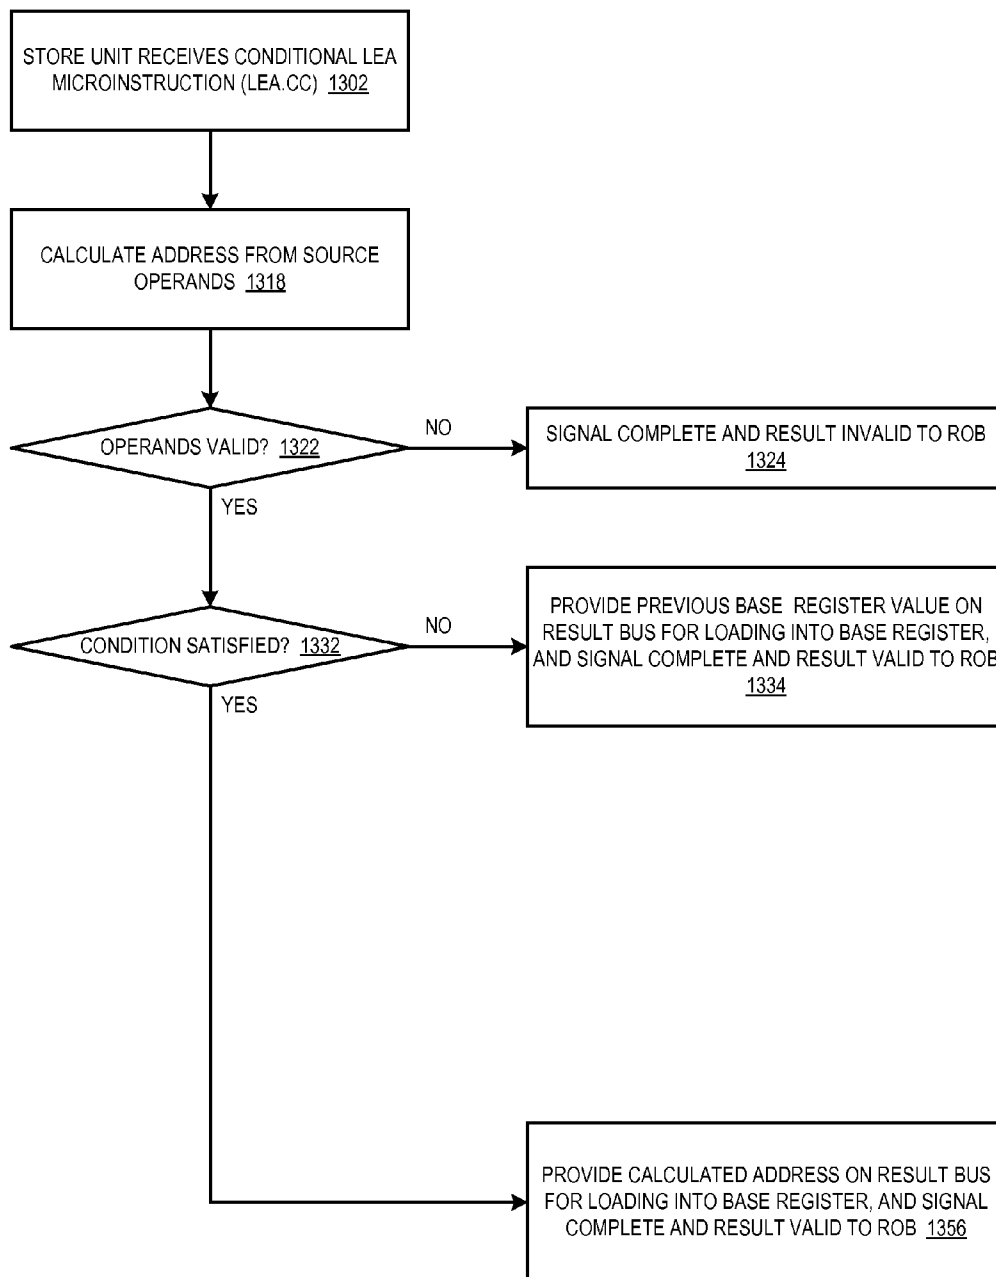 STORE UNIT RECEIVES CONDITIONAL LEA
MICROINSTRUCTION (LEA.CC) 1302
CALCULATE ADDRESS FROM SOURCE
OPERANDS 1318
OPERANDS VALID? 1322
NO
SIGNAL COMPLETE AND RESULT INVALID TO ROB
1324
YES
CONDITION SATISFIED? 1332
NO
PROVIDE PREVIOUS BASE REGISTER VALUE ON
RESULT BUS FOR LOADING INTO BASE REGISTER,
AND SIGNAL COMPLETE AND RESULT VALID TO ROB
1334
YES
PROVIDE CALCULATED ADDRESS ON RESULT BUS
FOR LOADING INTO BASE REGISTER, AND SIGNAL
COMPLETE AND RESULT VALID TO ROB 1356